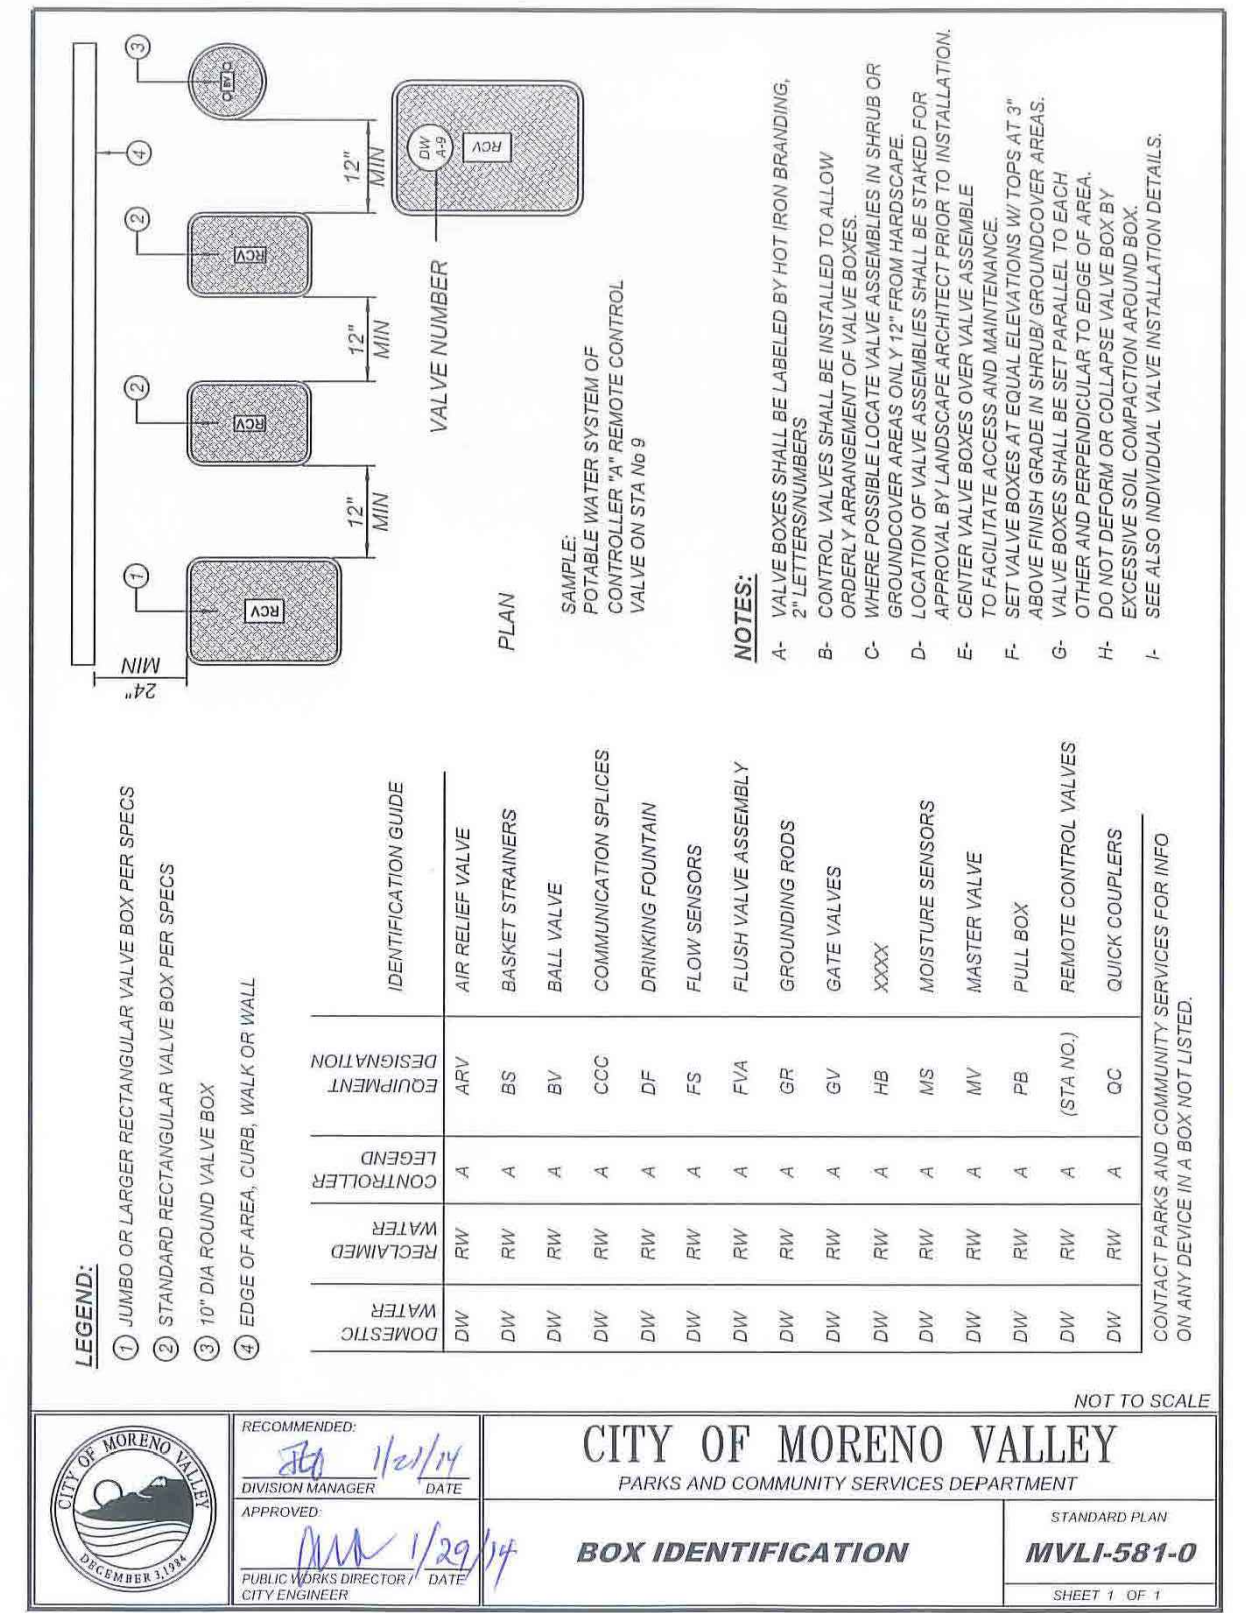 LEGEND:
1 JUMBO OR LARGER RECTANGULAR VALVE BOX PER SPECS
2 STANDARD RECTANGULAR VALVE BOX PER SPECS
3 10" DIA ROUND VALVE BOX
4 EDGE OF AREA, CURB, WALK OR WALL
DOMESTIC WATER RECLAIMED WATER CONTROLLER LEGEND EQUIPMENT DESIGNATION IDENTIFICATION GUIDE
DW RW A ARV AIR RELIEF VALVE
DW RW A BS BASKET STRAINERS
DW RW A BV BALL VALVE
DW RW A CCC COMMUNICATION SPLICES
DW RW A DF DRINKING FOUNTAIN
DW RW A FS FLOW SENSORS
DW RW A FVA FLUSH VALVE ASSEMBLY
DW RW A GR GROUNDING RODS
DW RW A GV GATE VALVES
DW RW A HB XXXX
DW RW A MS MOISTURE SENSORS
DW RW A MV MASTER VALVE
DW RW A PB PULL BOX
DW RW A (STA NO.) REMOTE CONTROL VALVES
DW RW A QC QUICK COUPLERS
CONTACT PARKS AND COMMUNITY SERVICES FOR INFO
ON ANY DEVICE IN A BOX NOT LISTED.
24" MIN
1
2
2
4
3
RCV
RCV
RCV
BV
12"
MIN
12"
MIN
12"
MIN
VALVE NUMBER
DW
A-9
RCV
PLAN
SAMPLE:
POTABLE WATER SYSTEM OF
CONTROLLER "A" REMOTE CONTROL
VALVE ON STA No 9
NOTES:
A- VALVE BOXES SHALL BE LABELED BY HOT IRON BRANDING,
2" LETTERS/NUMBERS
B- CONTROL VALVES SHALL BE INSTALLED TO ALLOW
ORDERLY ARRANGEMENT OF VALVE BOXES.
C- WHERE POSSIBLE LOCATE VALVE ASSEMBLIES IN SHRUB OR
GROUNDCOVER AREAS ONLY 12" FROM HARDSCAPE.
D- LOCATION OF VALVE ASSEMBLIES SHALL BE STAKED FOR
APPROVAL BY LANDSCAPE ARCHITECT PRIOR TO INSTALLATION.
E- CENTER VALVE BOXES OVER VALVE ASSEMBLE
TO FACILITATE ACCESS AND MAINTENANCE.
F- SET VALVE BOXES AT EQUAL ELEVATIONS W/ TOPS AT 3"
ABOVE FINISH GRADE IN SHRUB/ GROUNDCOVER AREAS.
G- VALVE BOXES SHALL BE SET PARALLEL TO EACH
OTHER AND PERPENDICULAR TO EDGE OF AREA.
H- DO NOT DEFORM OR COLLAPSE VALVE BOX BY
EXCESSIVE SOIL COMPACTION AROUND BOX.
I- SEE ALSO INDIVIDUAL VALVE INSTALLATION DETAILS.
NOT TO SCALE
CITY OF MORENO VALLEY
DECEMBER 3, 1984
RECOMMENDED:
1/21/14
DIVISION MANAGER DATE
APPROVED:
1/29/14
PUBLIC WORKS DIRECTOR / DATE
CITY ENGINEER
CITY OF MORENO VALLEY
PARKS AND COMMUNITY SERVICES DEPARTMENT
BOX IDENTIFICATION
STANDARD PLAN
MVLI-581-0
SHEET 1 OF 1